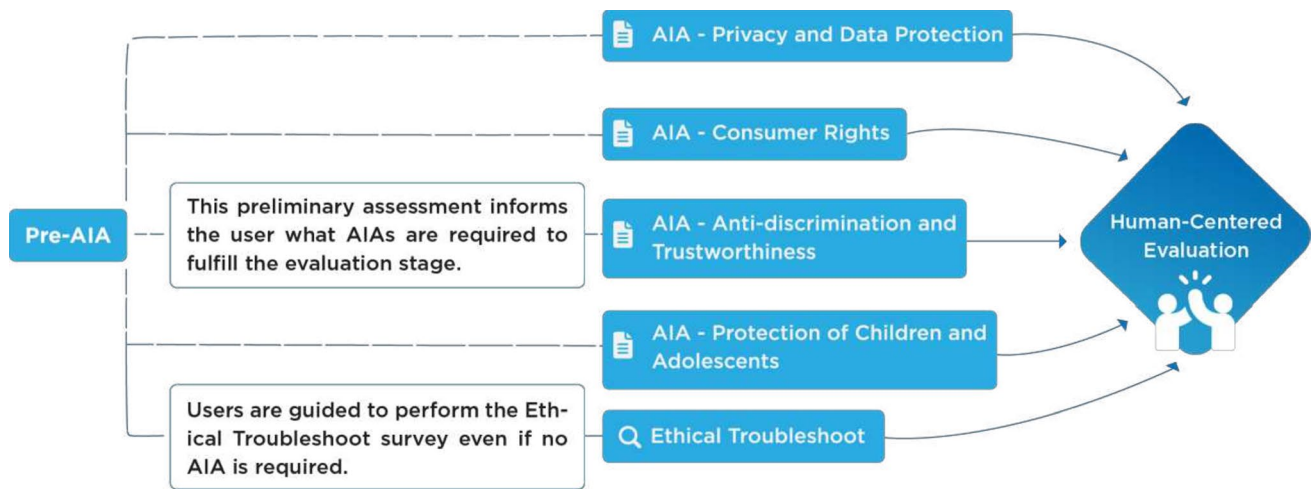 AIA - Privacy and Data Protection
AIA - Consumer Rights
Pre-AIA
This preliminary assessment informs
the user what AIAs are required to
fulfill the evaluation stage.
AIA - Anti-discrimination and
Trustworthiness
Human-Centered
Evaluation
AIA - Protection of Children and
Adolescents
Users are guided to perform the Eth-
ical Troubleshoot survey even if no
AIA is required.
Ethical Troubleshoot